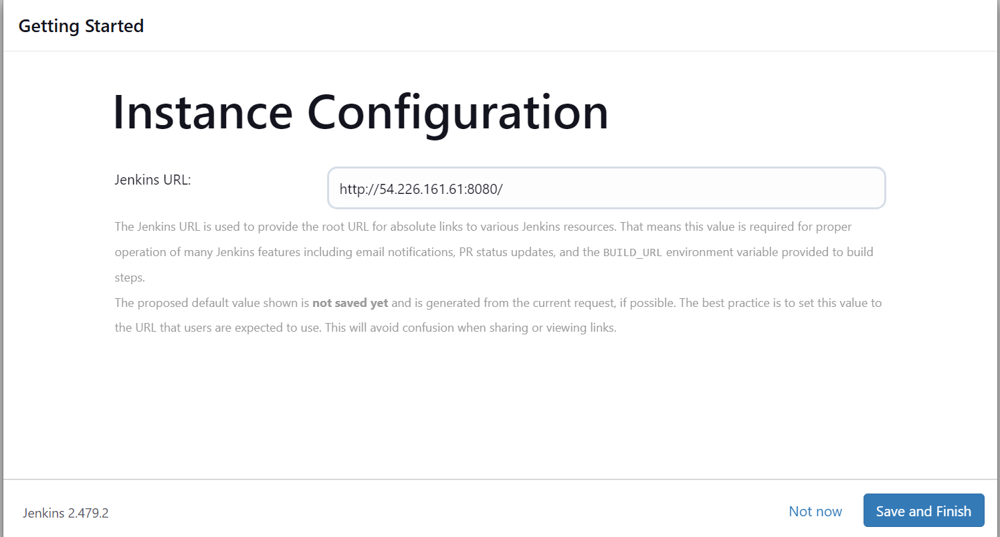 Getting Started
Instance Configuration
Jenkins URL:
http://54.226.161.61:8080/
The Jenkins URL is used to provide the root URL for absolute links to various Jenkins resources. That means this value is required for proper
operation of many Jenkins features including email notifications, PR status updates, and the BUILD_URL environment variable provided to build
steps.
The proposed default value shown is not saved yet and is generated from the current request, if possible. The best practice is to set this value to
the URL that users are expected to use. This will avoid confusion when sharing or viewing links.
Jenkins 2.479.2
Not now
Save and Finish